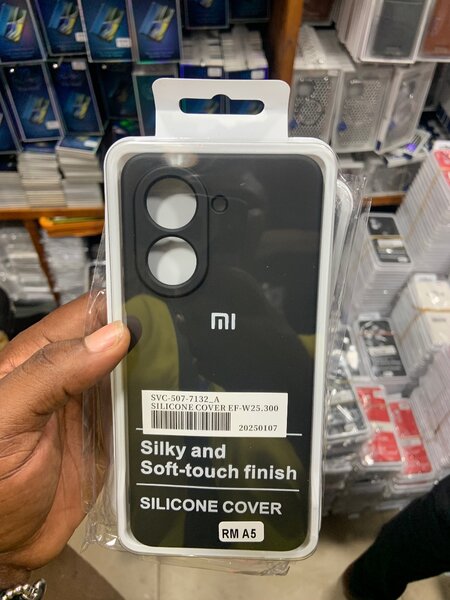 MI
SVC-507-7132_A
SILICONE COVER EF-W25,300
20250107
Silky and
Soft-touch finish
SILICONE COVER
RM A5